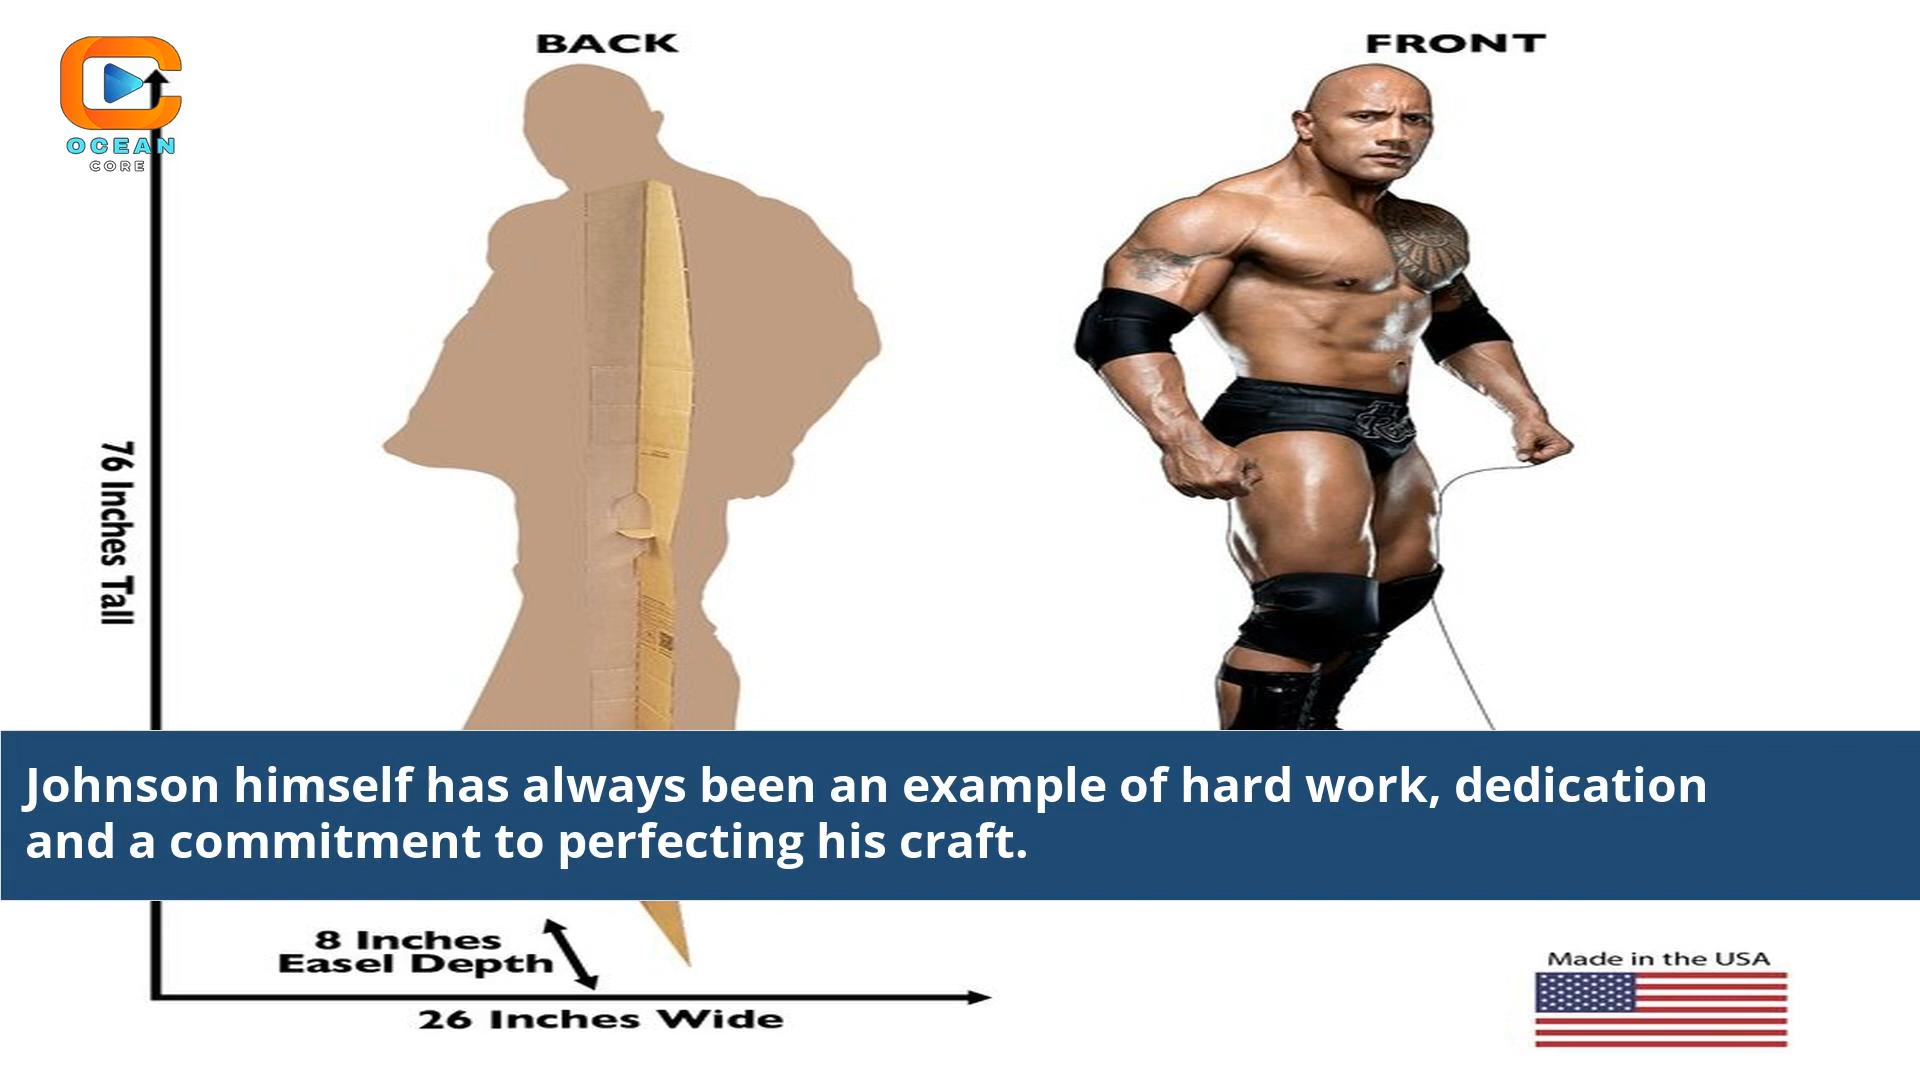 BACK
FRONT
OCEAN
CORE
76 Inches Tall
Johnson himself has always been an example of hard work, dedication
and a commitment to perfecting his craft.
8 Inches
Easel Depth
26 Inches Wide
Made in the USA